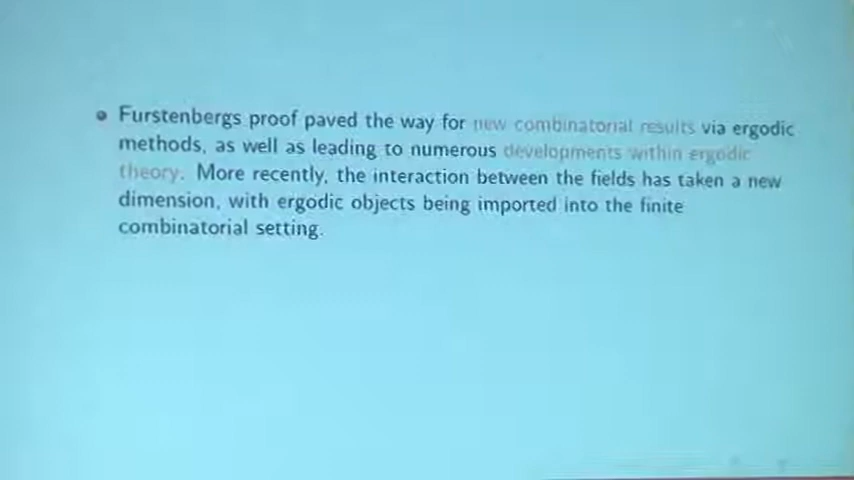 Furstenbergs proof paved the way for new combinatorial results via ergodic
methods, as well as leading to numerous developments within ergodic
theory. More recently, the interaction between the fields has taken a new
dimension, with ergodic objects being imported into the finite
combinatorial setting.